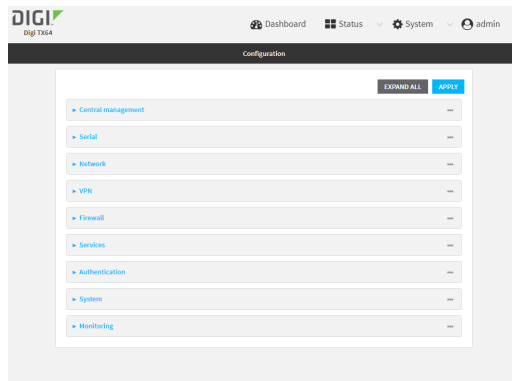 DIGI.
Digi TX64
Dashboard Status System admin
Configuration
EXPAND ALL APPLY
Central management
Serial
Network
VPN
Firewall
Services
Authentication
System
Monitoring